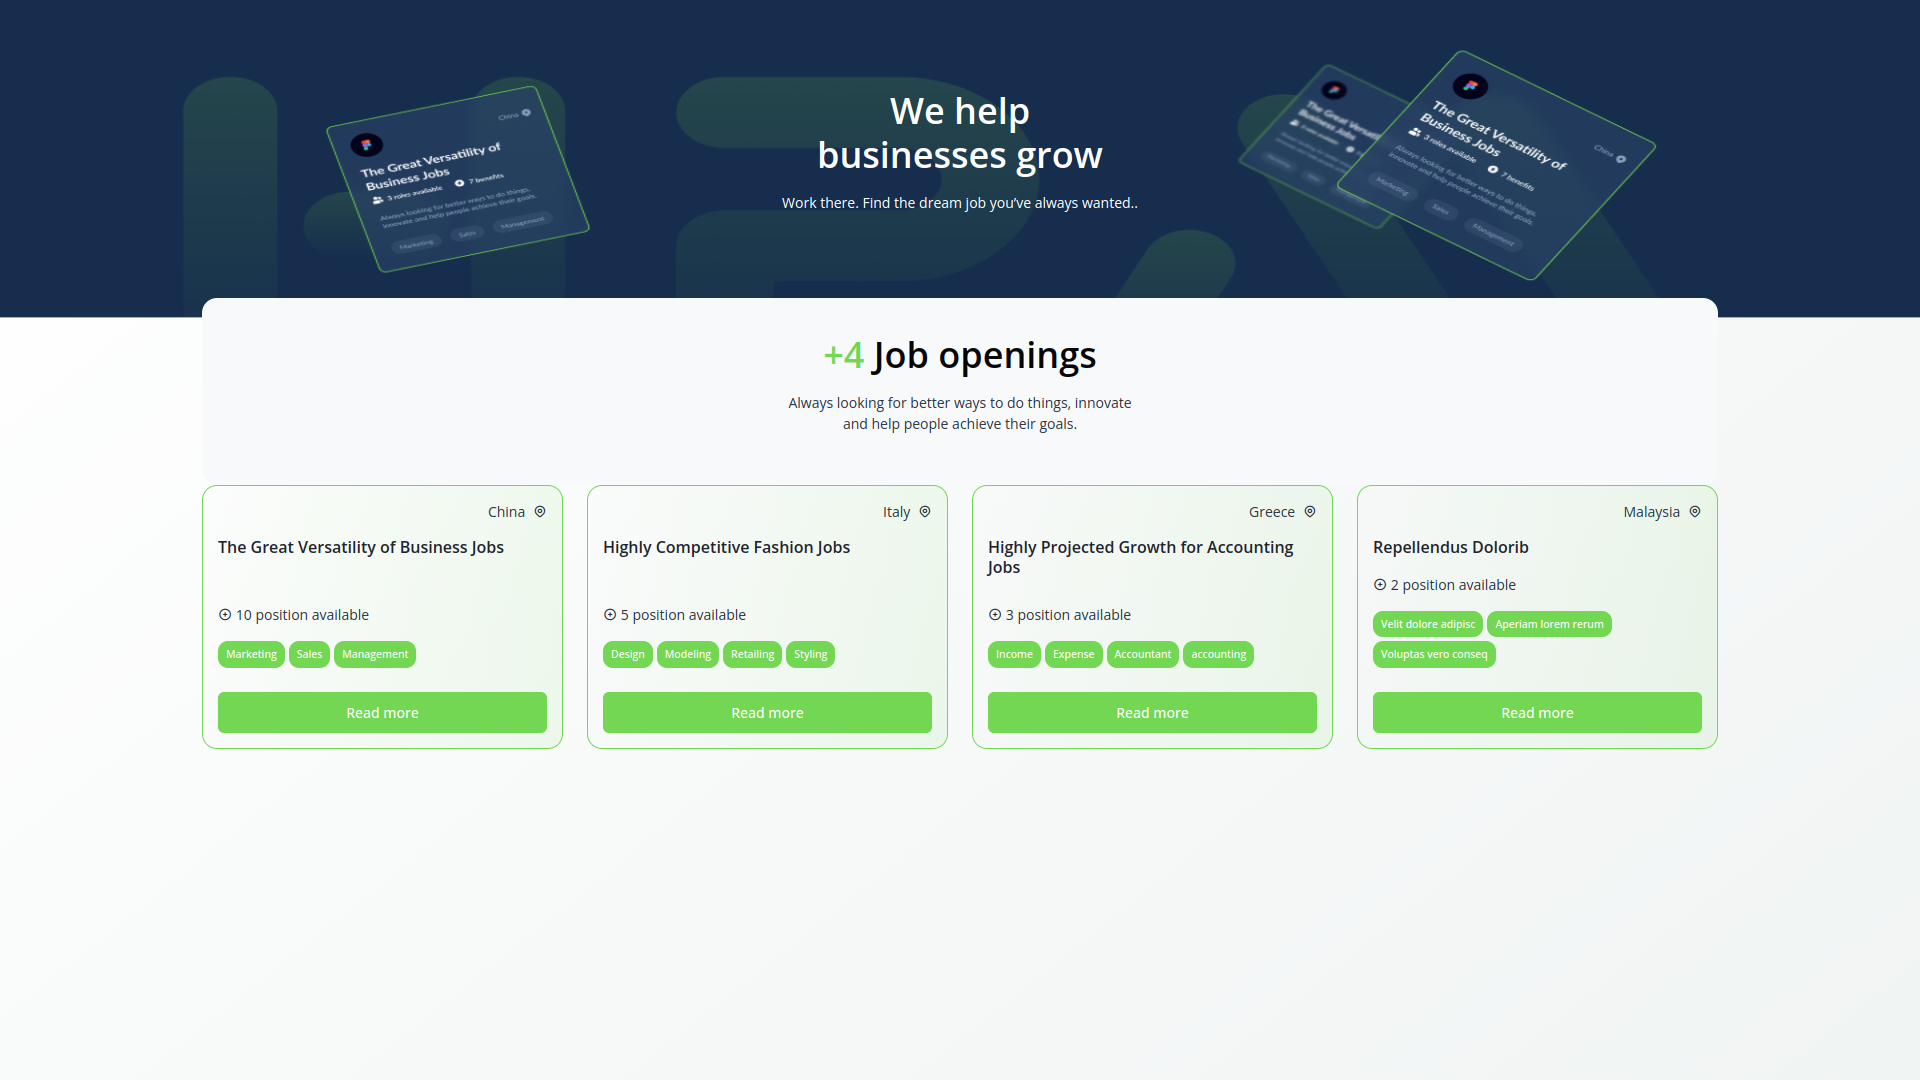 We help
businesses grow
Work there. Find the dream job you've always wanted..
China
The Great Versatility of
Business Jobs
3 roles available
7 benefits
Always looking for better ways to do things,
innovate and help people achieve their goals.
Marketing
Sales
Management
The Great Versatil
Business Jobs
China
The Great Versatility of
Business Jobs
3 roles available
7 benefits
Always looking for better ways to do things,
innovate and help people achieve their goals.
Marketing
Sales
Management
+4 Job openings
Always looking for better ways to do things, innovate
and help people achieve their goals.
China
The Great Versatility of Business Jobs
10 position available
Marketing Sales Management
Read more
Italy
Highly Competitive Fashion Jobs
5 position available
Design Modeling Retailing Styling
Read more
Greece
Highly Projected Growth for Accounting
Jobs
3 position available
Income Expense Accountant accounting
Read more
Malaysia
Repellendus Dolorib
2 position available
Velit dolore adipisc Aperiam lorem rerum
Voluptas vero conseq
Read more